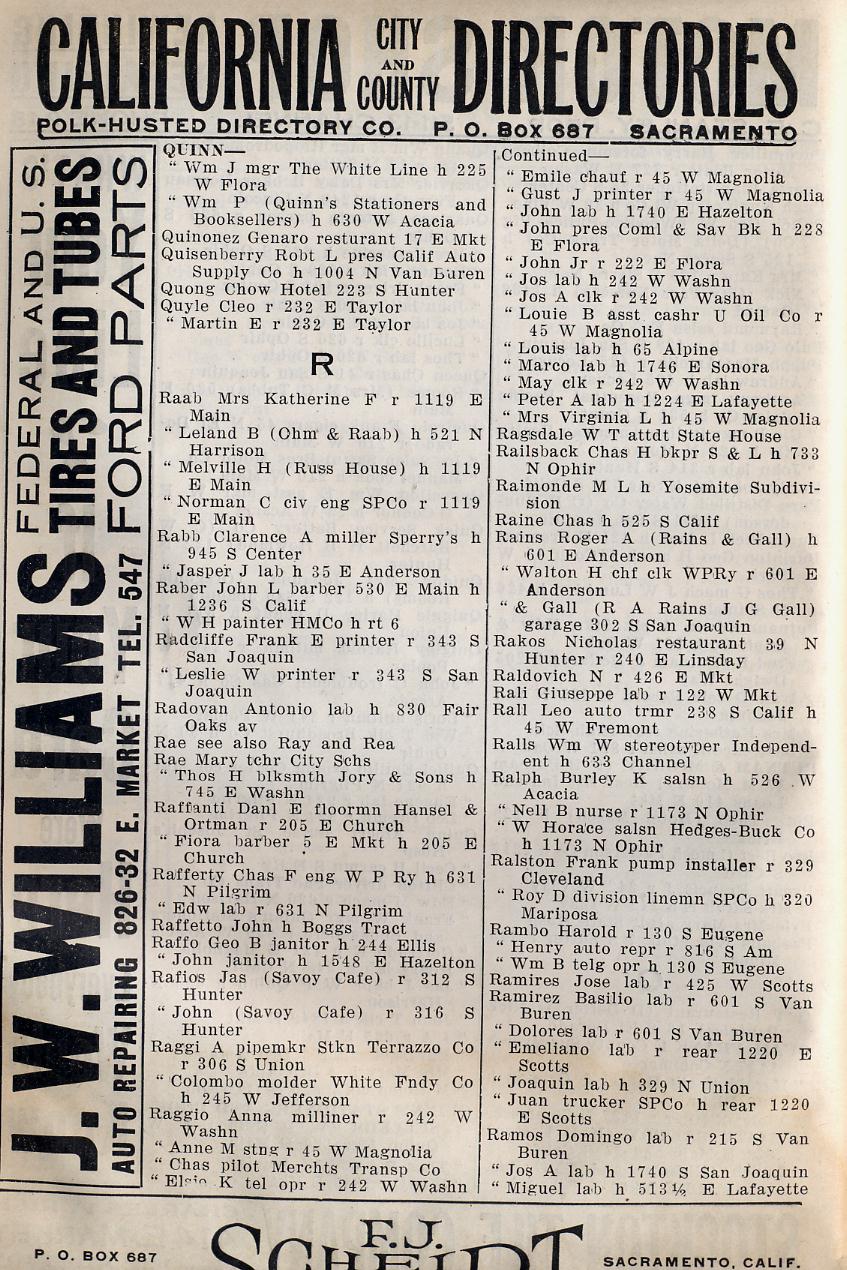 CALIFORNIA CITY AND COUNTY DIRECTORIES
POLK-HUSTED DIRECTORY CO. P. O. BOX 687 SACRAMENTO
J. W. WILLIAMS FEDERAL AND U. S.
TIRES AND TUBES
FORD PARTS
AUTO REPAIRING 826-32 E. MARKET TEL. 547
QUINN—
" Wm J mgr The White Line h 225
W Flora
" Wm P (Quinn's Stationers and
Booksellers) h 630 W Acacia
Quinonez Genaro resturant 17 E Mkt
Quisenberry Robt L pres Calif Auto
Supply Co h 1004 N Van Buren
Quong Chow Hotel 223 S Hunter
Quyle Cleo r 232 E Taylor
" Martin E r 232 E Taylor
R
Raab Mrs Katherine F r 1119 E
Main
" Leland B (Ohm & Raab) h 521 N
Harrison
" Melville H (Russ House) h 1119
E Main
" Norman C civ eng SPCo r 1119
E Main
Rabb Clarence A miller Sperry's h
945 S Center
" Jasper J lab h 35 E Anderson
Raber John L barber 530 E Main h
1236 S Calif
" W H painter HMCo h rt 6
Radcliffe Frank E printer r 343 S
San Joaquin
" Leslie W printer r 343 S San
Joaquin
Radovan Antonio lab h 830 Fair
Oaks av
Rae see also Ray and Rea
Rae Mary tchr City Schs
" Thos H blksmth Jory & Sons h
745 E Washn
Raffanti Danl E floormn Hansel &
Ortman r 205 E Church
" Fiora barber 5 E Mkt h 205 E
Church
Rafferty Chas F eng W P Ry h 631
N Pilgrim
" Edw lab r 631 N Pilgrim
Raffetto John h Boggs Tract
Raffo Geo B janitor h 244 Ellis
" John janitor h 1548 E Hazelton
Rafios Jas (Savoy Cafe) r 312 S
Hunter
" John (Savoy Cafe) r 316 S
Hunter
Raggi A pipemkr Stkn Terrazzo Co
r 306 S Union
" Colombo molder White Fndy Co
h 245 W Jefferson
Raggio Anna milliner r 242 W
Washn
" Anne M stng r 45 W Magnolia
" Chas pilot Merchts Transp Co
" Elsie K tel opr r 242 W Washn
Continued—
" Emile chauf r 45 W Magnolia
" Gust J printer r 45 W Magnolia
" John lab h 1740 E Hazelton
" John pres Coml & Sav Bk h 228
E Flora
" John Jr r 222 E Flora
" Jos lab h 242 W Washn
" Jos A clk r 242 W Washn
" Louie B asst cashr U Oil Co r
45 W Magnolia
" Louis lab h 65 Alpine
" Marco lab h 1746 E Sonora
" May clk r 242 W Washn
" Peter A lab h 1224 E Lafayette
" Mrs Virginia L h 45 W Magnolia
Ragsdale W T attdt State House
Railsback Chas H bkpr S & L h 733
N Ophir
Raimonde M L h Yosemite Subdivi-
sion
Raine Chas h 525 S Calif
Rains Roger A (Rains & Gall) h
601 E Anderson
" Walton H chf clk WPRy r 601 E
Anderson
" & Gall (R A Rains J G Gall)
garage 302 S San Joaquin
Rakos Nicholas restaurant 39 N
Hunter r 240 E Linsday
Raldovich N r 426 E Mkt
Rali Giuseppe lab r 122 W Mkt
Rall Leo auto trmr 238 S Calif h
45 W Fremont
Ralls Wm W stereotyper Independ-
ent h 633 Channel
Ralph Burley K salsn h 526 W
Acacia
" Nell B nurse r 1173 N Ophir
" W Horace salsn Hedges-Buck Co
h 1173 N Ophir
Ralston Frank pump installer r 329
Cleveland
" Roy D division linemn SPCo h 320
Mariposa
Rambo Harold r 130 S Eugene
" Henry auto repr r 816 S Am
" Wm B telg opr h 130 S Eugene
Ramires Jose lab r 425 W Scotts
Ramirez Basilio lab r 601 S Van
Buren
" Dolores lab r 601 S Van Buren
" Emeliano lab r rear 1220 E
Scotts
" Joaquin lab h 329 N Union
" Juan trucker SPCo h rear 1220
E Scotts
Ramos Domingo lab r 215 S Van
Buren
" Jos A lab h 1740 S San Joaquin
" Miguel lab h 513½ E Lafayette
P. O. BOX 687 F. J. SCHEIDT SACRAMENTO, CALIF.